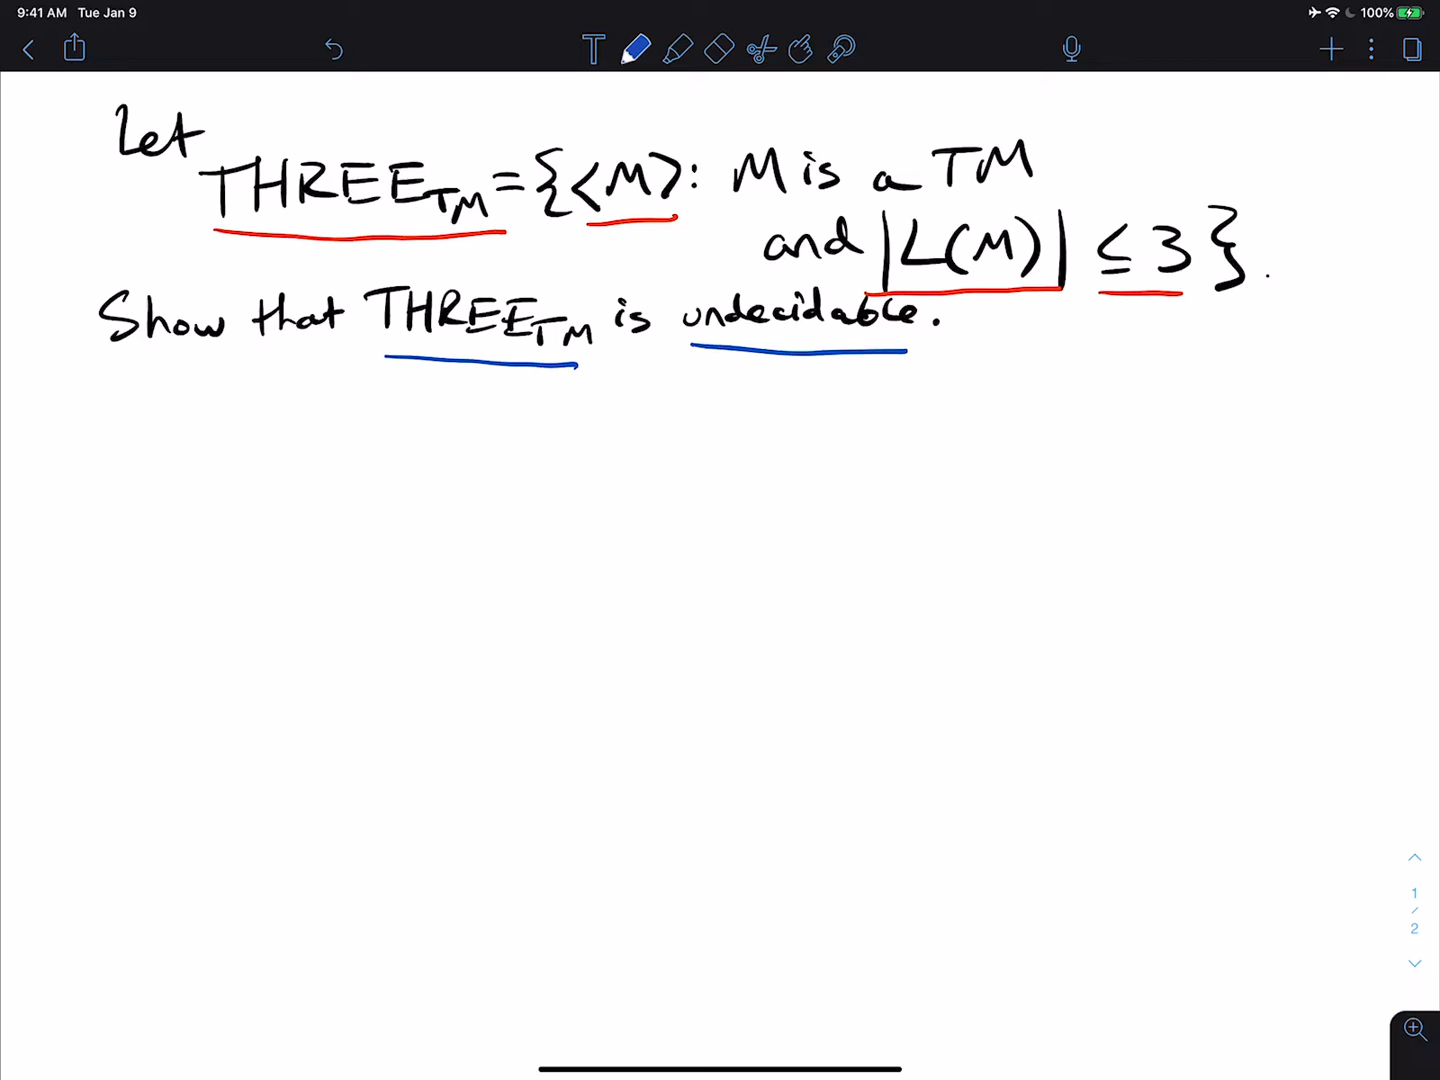 9:41 AM Tue Jan 9 100%
T
Let
THREE_TM = {<M>: M is a TM
and |L(M)| ≤ 3}.
Show that THREE_TM is undecidable.
1
/
2